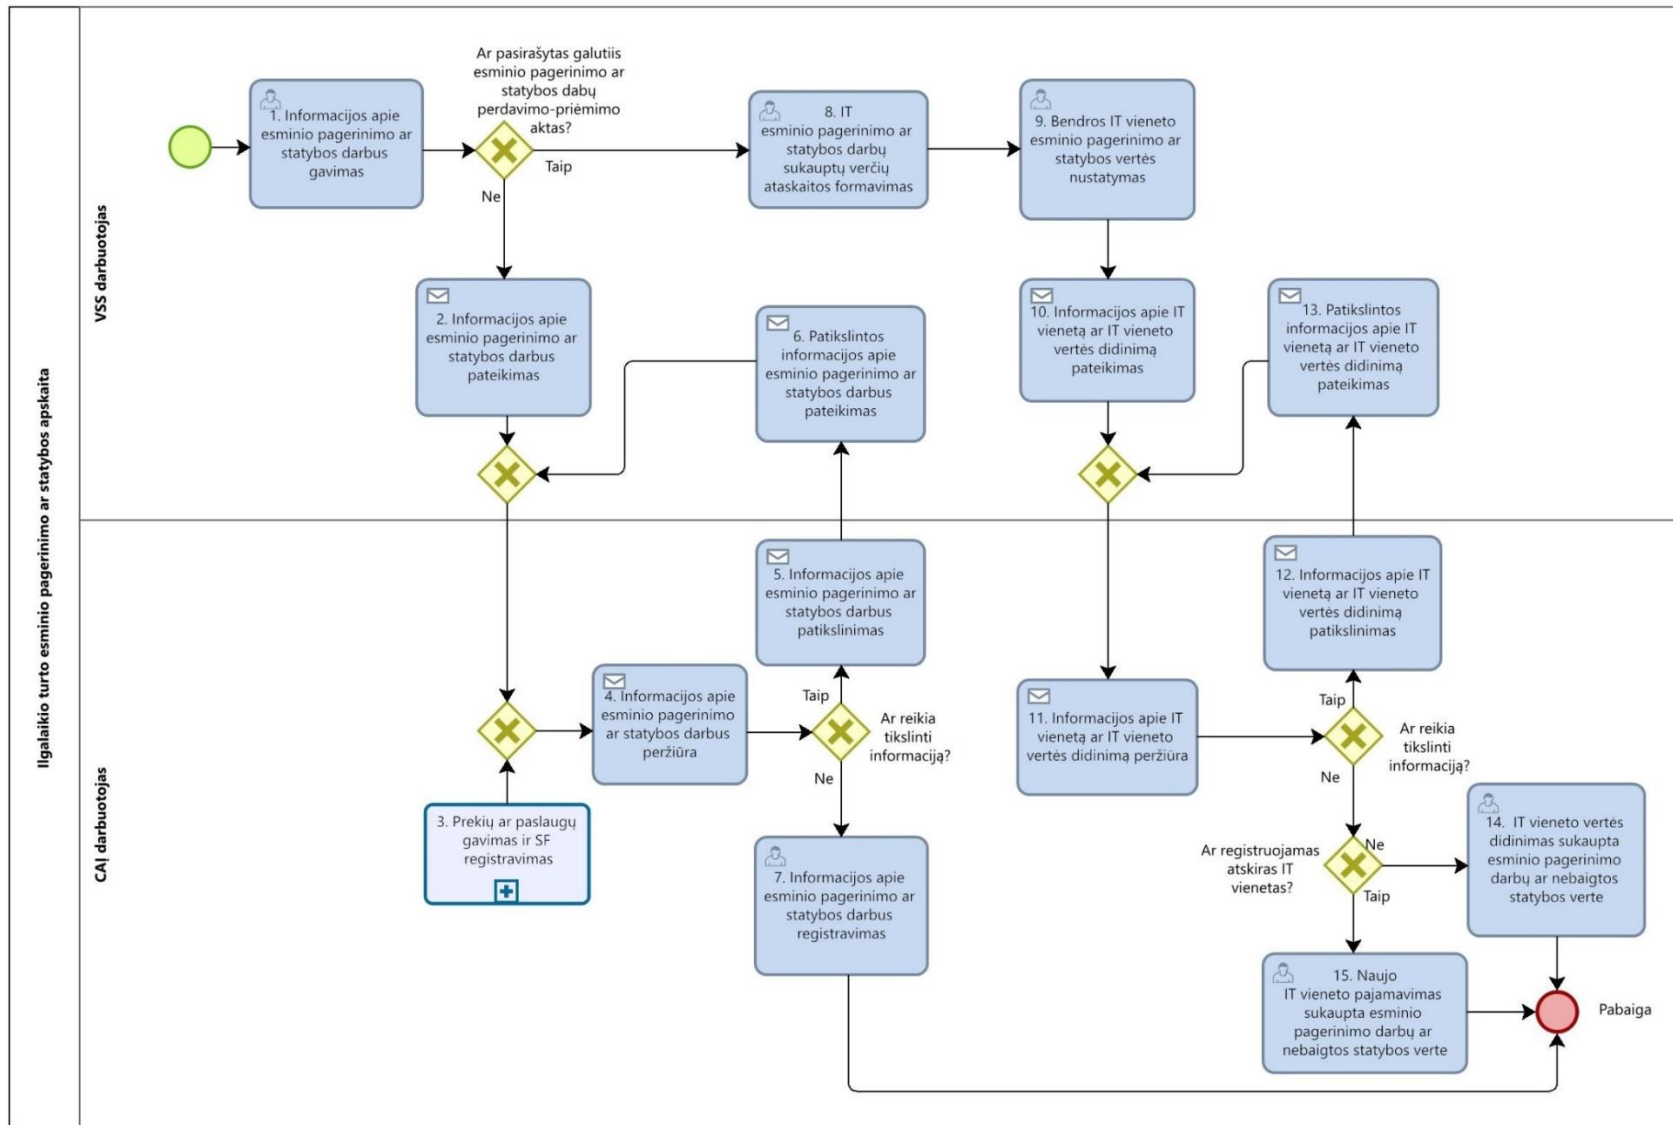 Ilgalaikio turto esminio pagerinimo ar statybos apskaita
VSS darbuotojas
1. Informacijos apie
esminio pagerinimo ar
statybos darbus
gavimas
Ar pasirašytas galutiis
esminio pagerinimo ar
statybos dabų
perdavimo-priėmimo
aktas?
Taip
Ne
8. IT
esminio pagerinimo ar
statybos darbų
sukauptų verčių
ataskaitos formavimas
9. Bendros IT vieneto
esminio pagerinimo ar
statybos vertės
nustatymas
2. Informacijos apie
esminio pagerinimo ar
statybos darbus
pateikimas
6. Patikslintos
informacijos apie
esminio pagerinimo ar
statybos darbus
pateikimas
10. Informacijos apie IT
vienetą ar IT vieneto
vertės didinimą
pateikimas
13. Patikslintos
informacijos apie IT
vienetą ar IT vieneto
vertės didinimą
pateikimas
CAĮ darbuotojas
3. Prekių ar paslaugų
gavimas ir SF
registravimas
4. Informacijos apie
esminio pagerinimo
ar statybos darbus
peržiūra
5. Informacijos apie
esminio pagerinimo ar
statybos darbus
patikslinimas
Taip
Ar reikia
tikslinti
informaciją?
Ne
7. Informacijos apie
esminio pagerinimo ar
statybos darbus
registravimas
11. Informacijos apie IT
vienetą ar IT vieneto
vertės didinimą peržiūra
12. Informacijos apie IT
vienetą ar IT vieneto
vertės didinimą
patikslinimas
Taip
Ar reikia
tikslinti
informaciją?
Ne
Ar registruojamas
atskiras IT
vienetas?
Ne
Taip
14. IT vieneto vertės
didinimas sukaupta
esminio pagerinimo
darbų ar nebaigtos
statybos verte
15. Naujo
IT vieneto pajamavimas
sukaupta esminio
pagerinimo darbų ar
nebaigtos statybos verte
Pabaiga